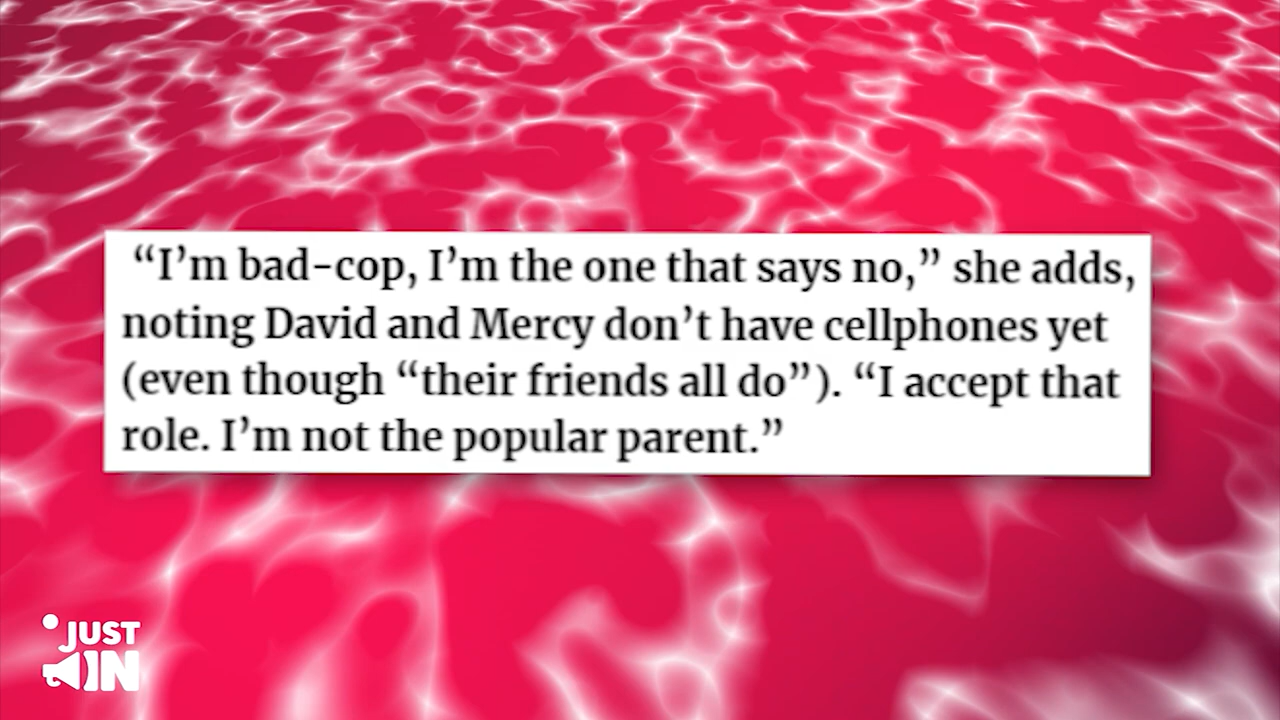 “I’m bad-cop, I’m the one that says no,” she adds,
noting David and Mercy don’t have cellphones yet
(even though “their friends all do”). “I accept that
role. I’m not the popular parent.”
JUST
IN